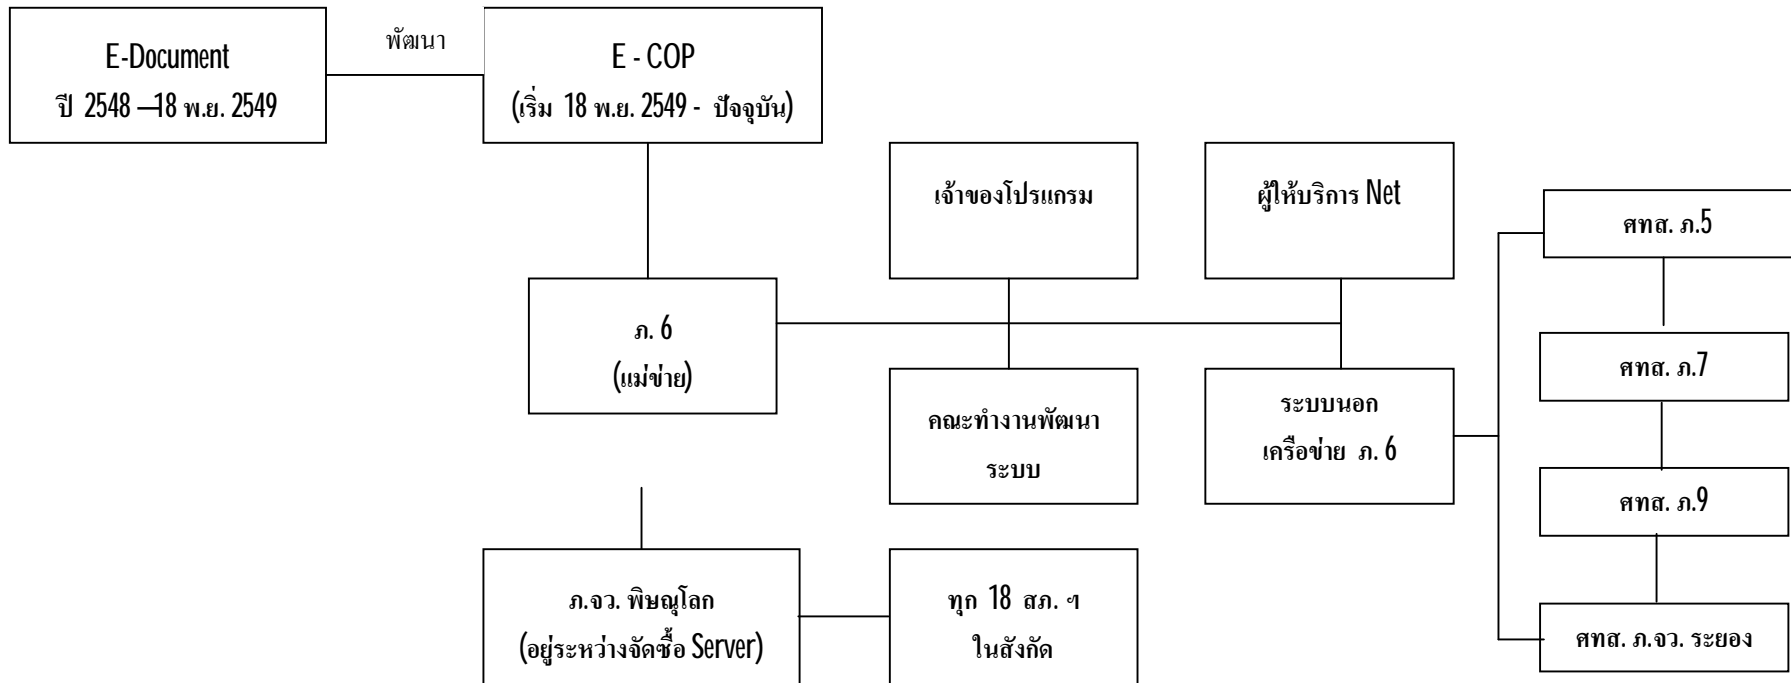 E-Document
ปี 2548 –18 พ.ย. 2549
พัฒนา
E - COP
(เริ่ม 18 พ.ย. 2549 - ปัจจุบัน)
เจ้าของโปรแกรม
ผู้ให้บริการ Net
ศทส. ภ.5
ภ. 6
(แม่ข่าย)
ศทส. ภ.7
คณะทำงานพัฒนา
ระบบ
ระบบนอก
เครือข่าย ภ. 6
ศทส. ภ.9
ภ.จว. พิษณุโลก
(อยู่ระหว่างจัดซื้อ Server)
ทุก 18 สภ. ฯ
ในสังกัด
ศทส. ภ.จว. ระยอง